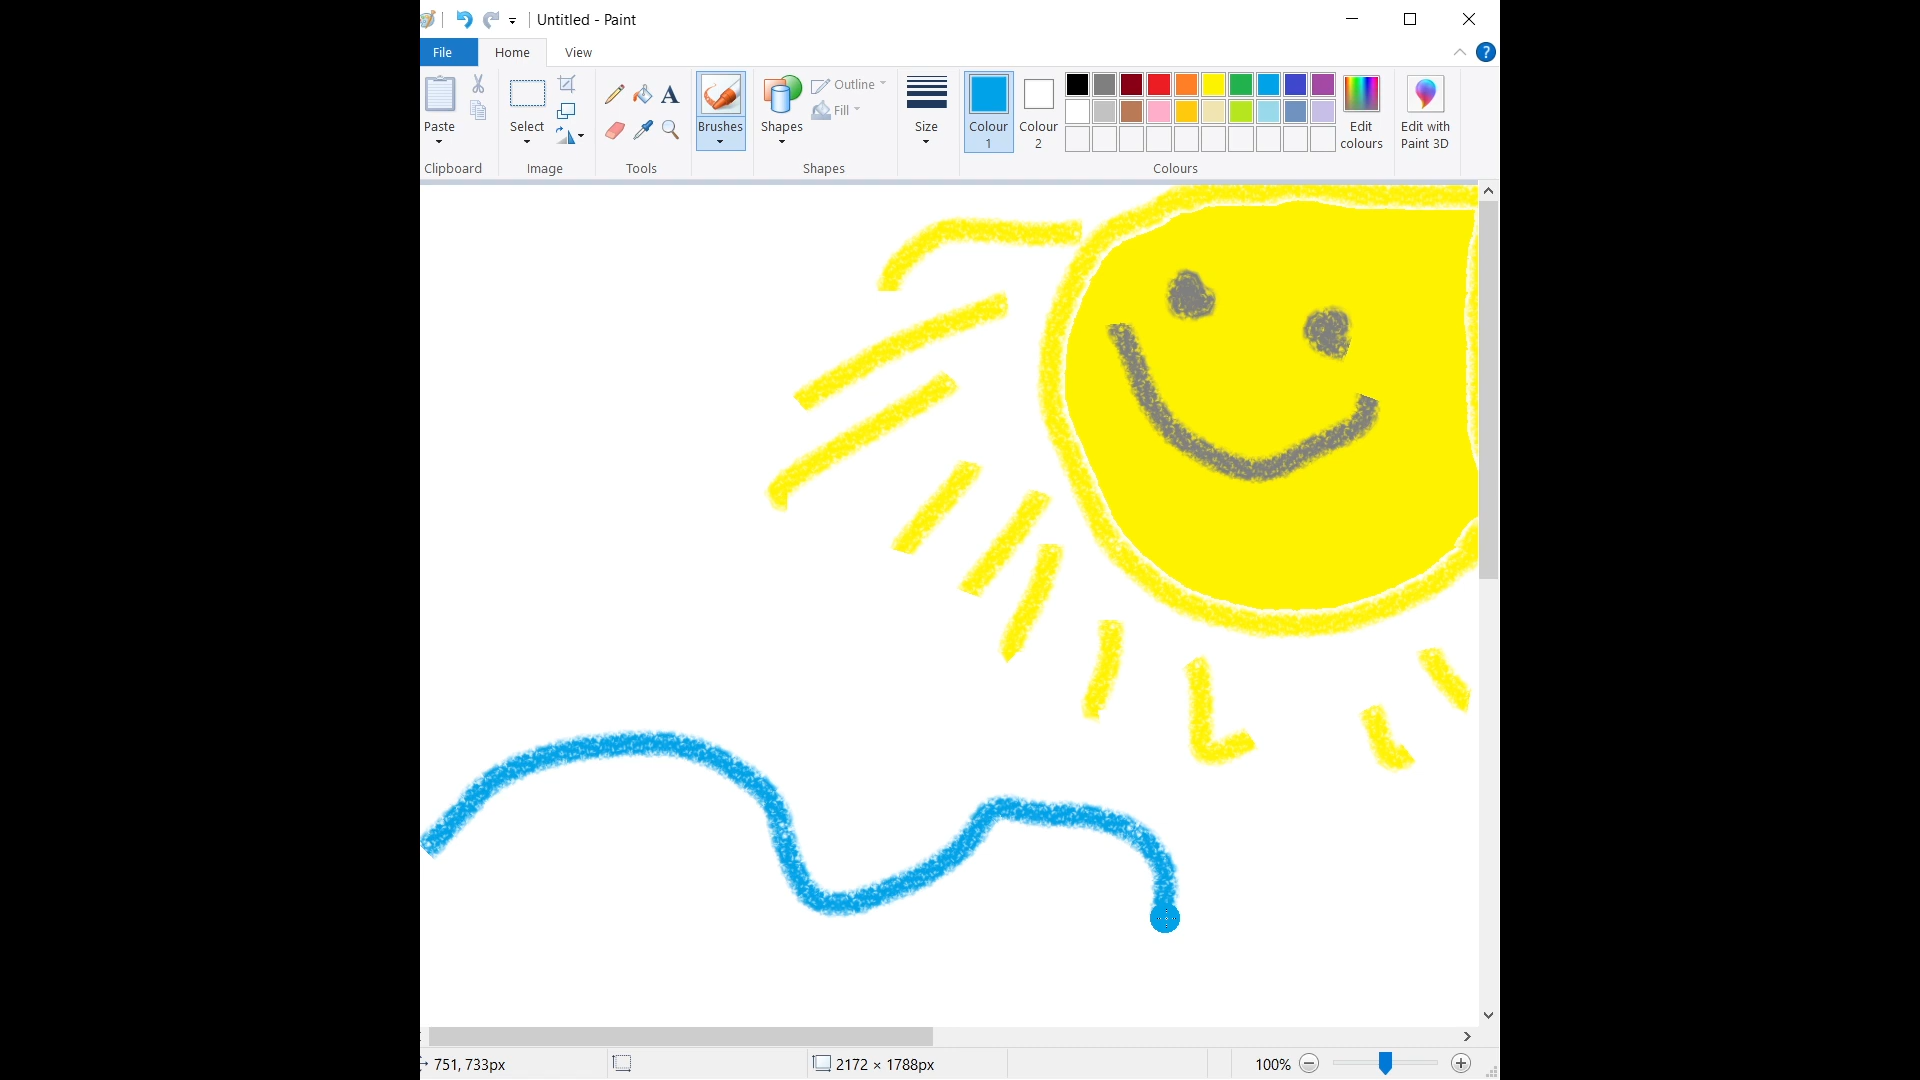 Untitled - Paint
File Home View
Paste
Select
Brushes
Shapes
Outline
Fill
Size
Colour 1
Colour 2
Edit colours
Edit with Paint 3D
Clipboard Image Tools Shapes Colours
751, 733px 2172 × 1788px 100%